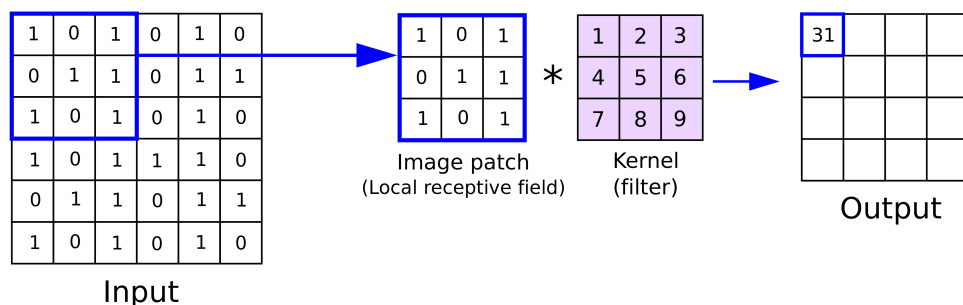 1 0 1 0 1 0
0 1 1 0 1 1
1 0 1 0 1 0
1 0 1 1 1 0
0 1 1 0 1 1
1 0 1 0 1 0
Input
1 0 1
0 1 1
1 0 1
Image patch
(Local receptive field)
*
1 2 3
4 5 6
7 8 9
Kernel
(filter)
31
Output